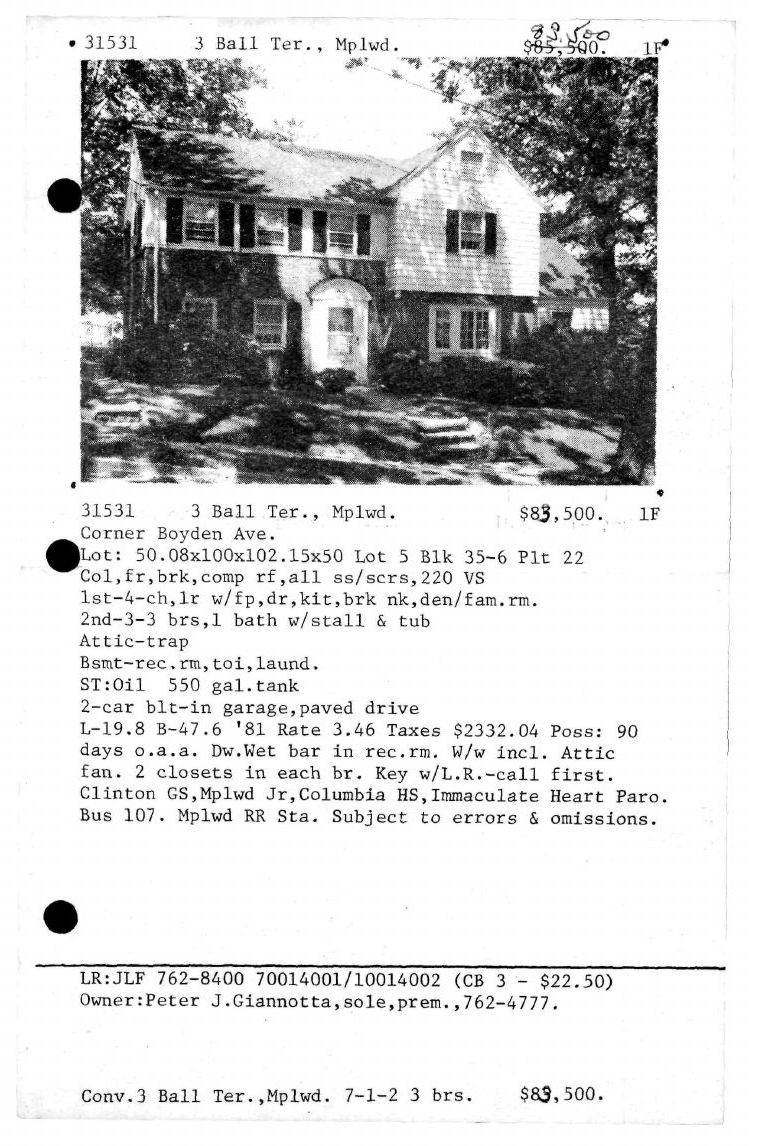 31531 3 Ball Ter., Mplwd. $85,500. 83,500 1F
31531 3 Ball Ter., Mplwd. $83,500. 1F
Corner Boyden Ave.
Lot: 50.08x100x102.15x50 Lot 5 Blk 35-6 Plt 22
Col,fr,brk,comp rf,all ss/scrs,220 VS
1st-4-ch,lr w/fp,dr,kit,brk nk,den/fam.rm.
2nd-3-3 brs,1 bath w/stall & tub
Attic-trap
Bsmt-rec.rm,toi,laund.
ST:Oil 550 gal.tank
2-car blt-in garage,paved drive
L-19.8 B-47.6 '81 Rate 3.46 Taxes $2332.04 Poss: 90
days o.a.a. Dw.Wet bar in rec.rm. W/w incl. Attic
fan. 2 closets in each br. Key w/L.R.-call first.
Clinton GS,Mplwd Jr,Columbia HS,Immaculate Heart Paro.
Bus 107. Mplwd RR Sta. Subject to errors & omissions.
LR:JLF 762-8400 70014001/10014002 (CB 3 - $22.50)
Owner:Peter J.Giannotta,sole,prem.,762-4777.
Conv.3 Ball Ter.,Mplwd. 7-1-2 3 brs. $83,500.